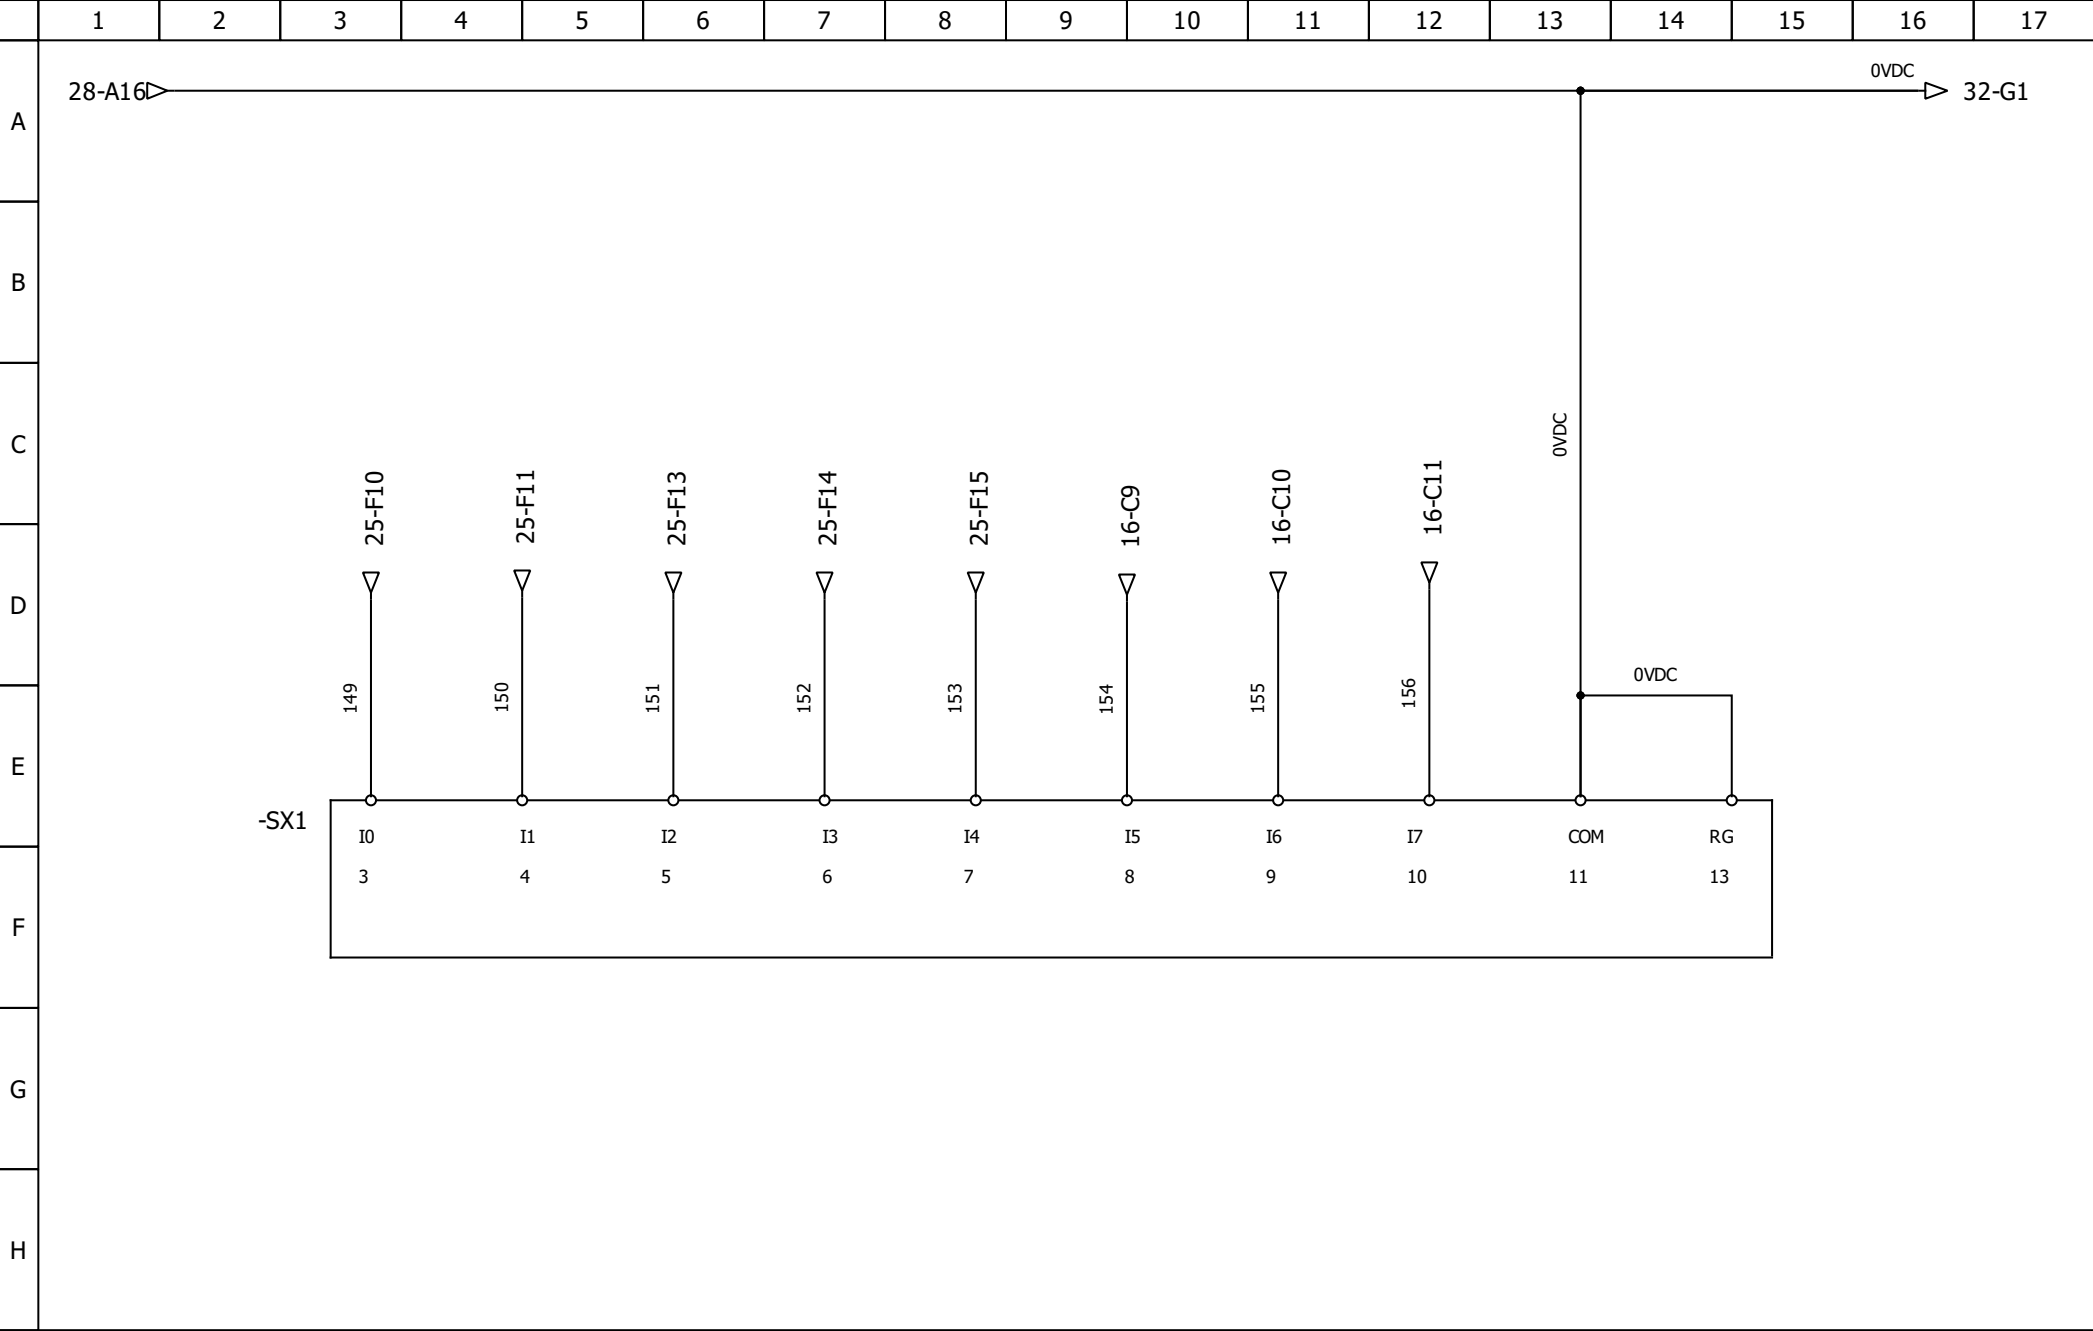 1 2 3 4 5 6 7 8 9 10 11 12 13 14 15 16 17
0VDC
28-A16 32-G1
A
B
C
0VDC
25-F10 25-F11 25-F13 25-F14 25-F15 16-C9 16-C10 16-C11
D
0VDC
149 150 151 152 153 154 155 156
E
-SX1
I0 I1 I2 I3 I4 I5 I6 I7 COM RG
3 4 5 6 7 8 9 10 11 13
F
G
H